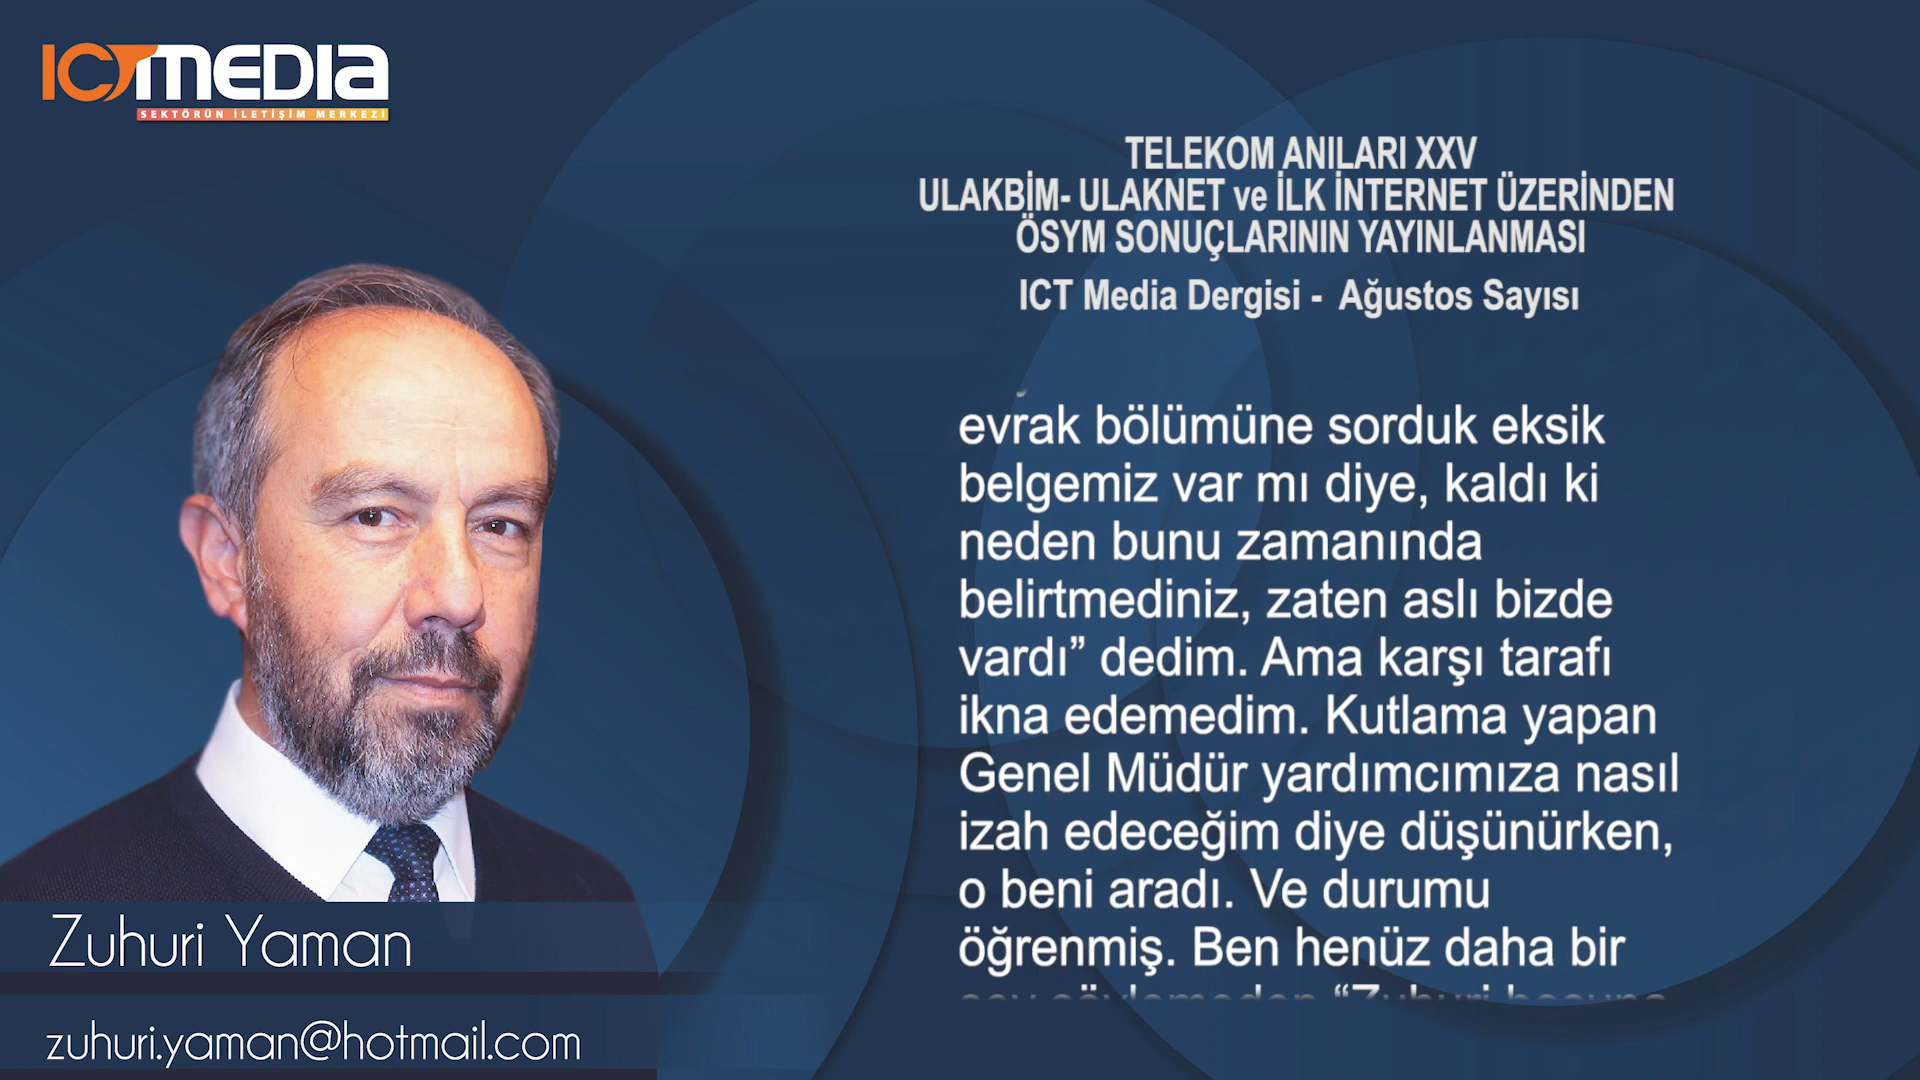 ICTMEDIA
SEKTÖRÜN İLETİŞİM MERKEZİ
TELEKOM ANILARI XXV
ULAKBİM- ULAKNET ve İLK İNTERNET ÜZERİNDEN
ÖSYM SONUÇLARININ YAYINLANMASI
ICT Media Dergisi - Ağustos Sayısı
evrak bölümüne sorduk eksik
belgemiz var mı diye, kaldı ki
neden bunu zamanında
belirtmediniz, zaten aslı bizde
vardı” dedim. Ama karşı tarafı
ikna edemedim. Kutlama yapan
Genel Müdür yardımcımıza nasıl
izah edeceğim diye düşünürken,
o beni aradı. Ve durumu
öğrenmiş. Ben henüz daha bir
Zuhuri Yaman
zuhuri.yaman@hotmail.com